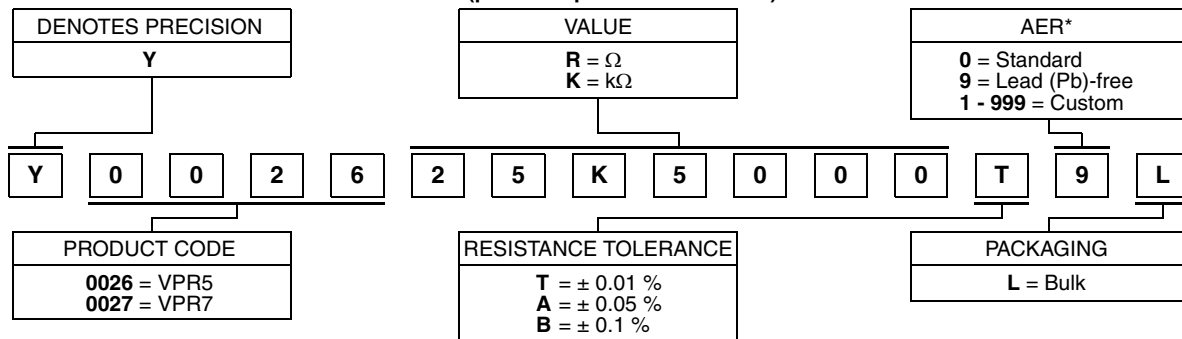 DENOTES PRECISION
Y
VALUE
R = Ω
K = kΩ
AER*
0 = Standard
9 = Lead (Pb)-free
1 - 999 = Custom
Y 0 0 2 6 2 5 K 5 0 0 0 T 9 L
PRODUCT CODE
0026 = VPR5
0027 = VPR7
RESISTANCE TOLERANCE
T = ± 0.01 %
A = ± 0.05 %
B = ± 0.1 %
PACKAGING
L = Bulk